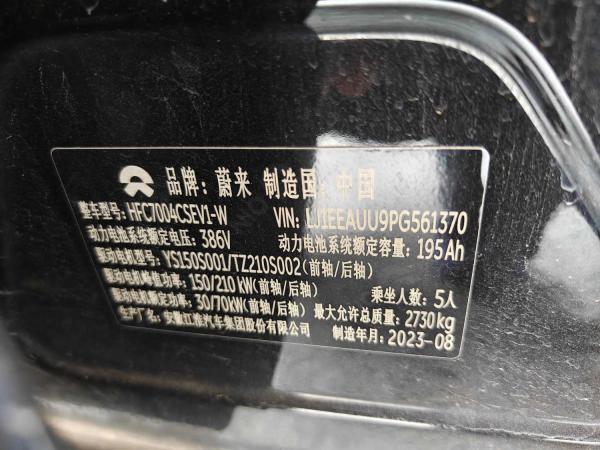 品牌：蔚来 制造国：中国
整车型号：HFC7004CSEV1-W VIN: LJ1EEAUU9PG561370
动力电池系统额定电压：386V 动力电池系统额定容量：195Ah
驱动电机型号：YS150S001/TZ210S002(前轴/后轴)
驱动电机峰值功率：150/210 kW(前轴/后轴) 乘坐人数：5人
驱动电机额定功率：30/70kW(前轴/后轴) 最大允许总质量：2730kg
生产厂名：安徽江淮汽车集团股份有限公司 制造年月：2023-08